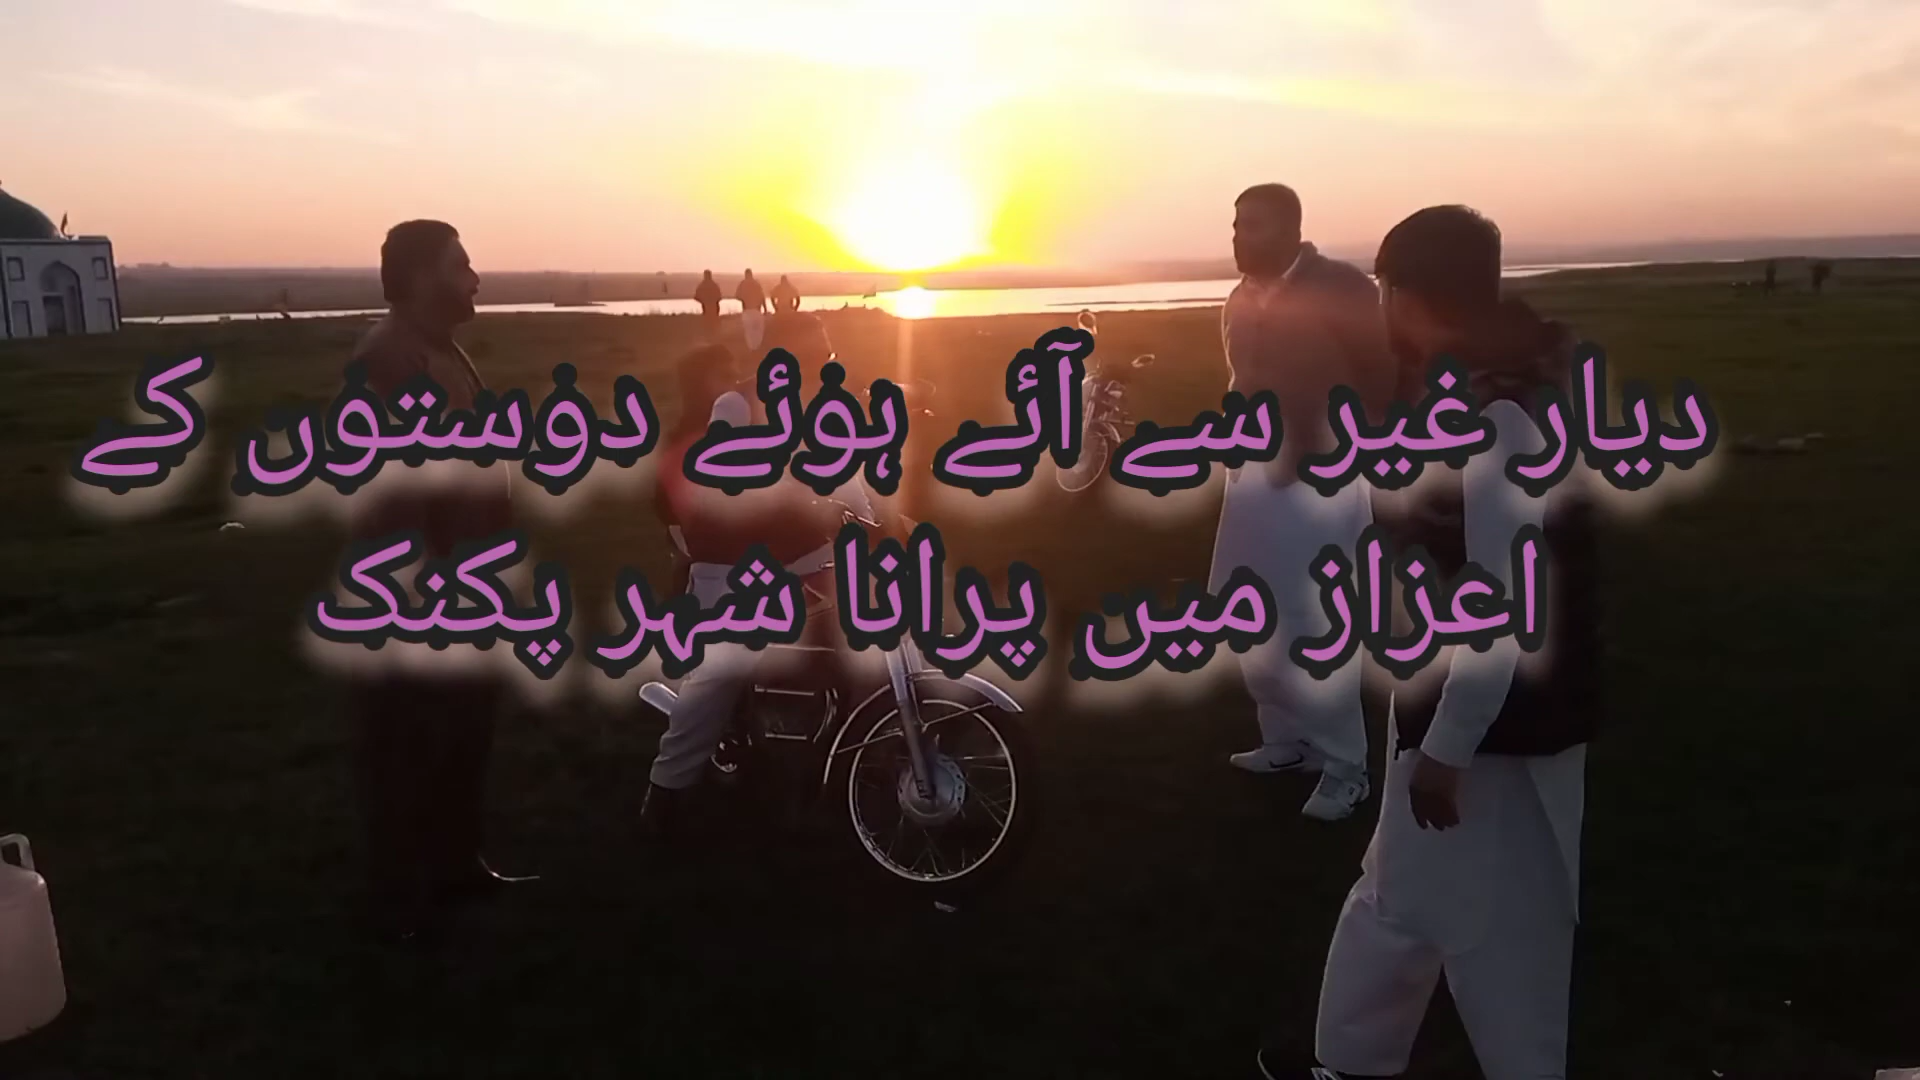 دیار غیر سے آئے ہوئے دوستوں کے
اعزاز میں پرانا شہر پکنک